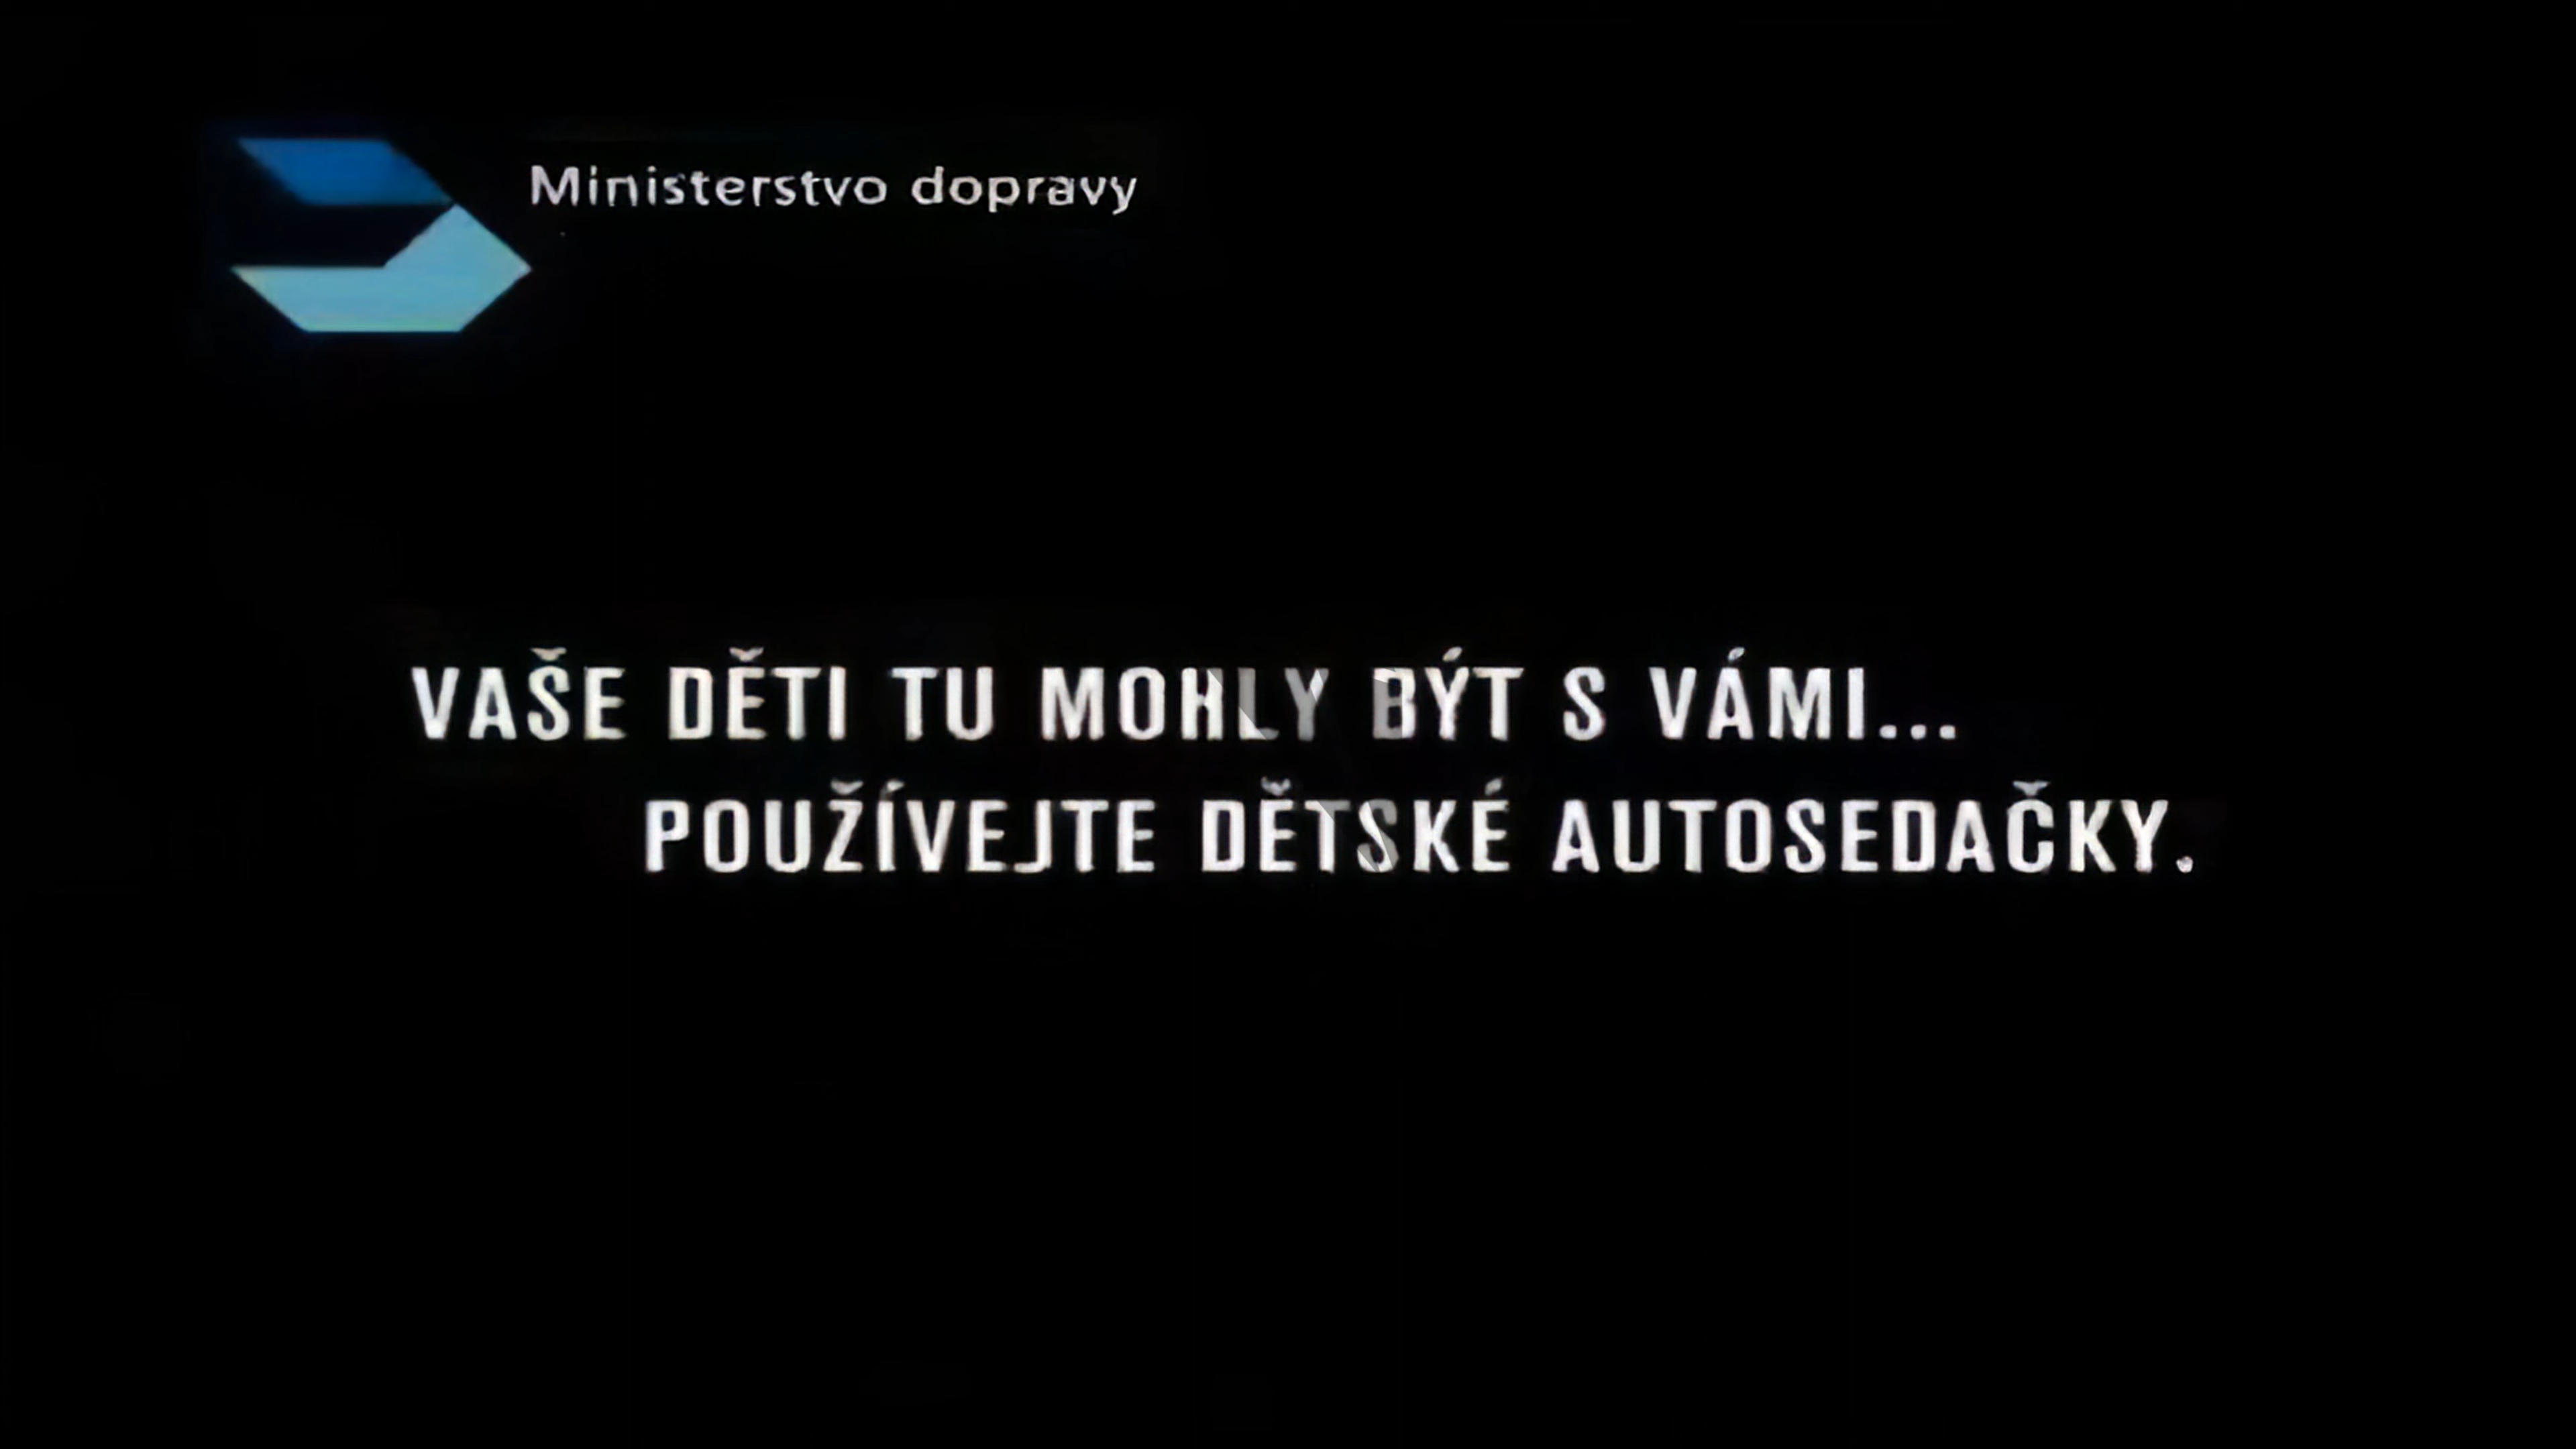 Ministerstvo dopravy
VAŠE DĚTI TU MOHLY BÝT S VÁMI...
POUŽÍVEJTE DĚTSKÉ AUTOSEDAČKY.